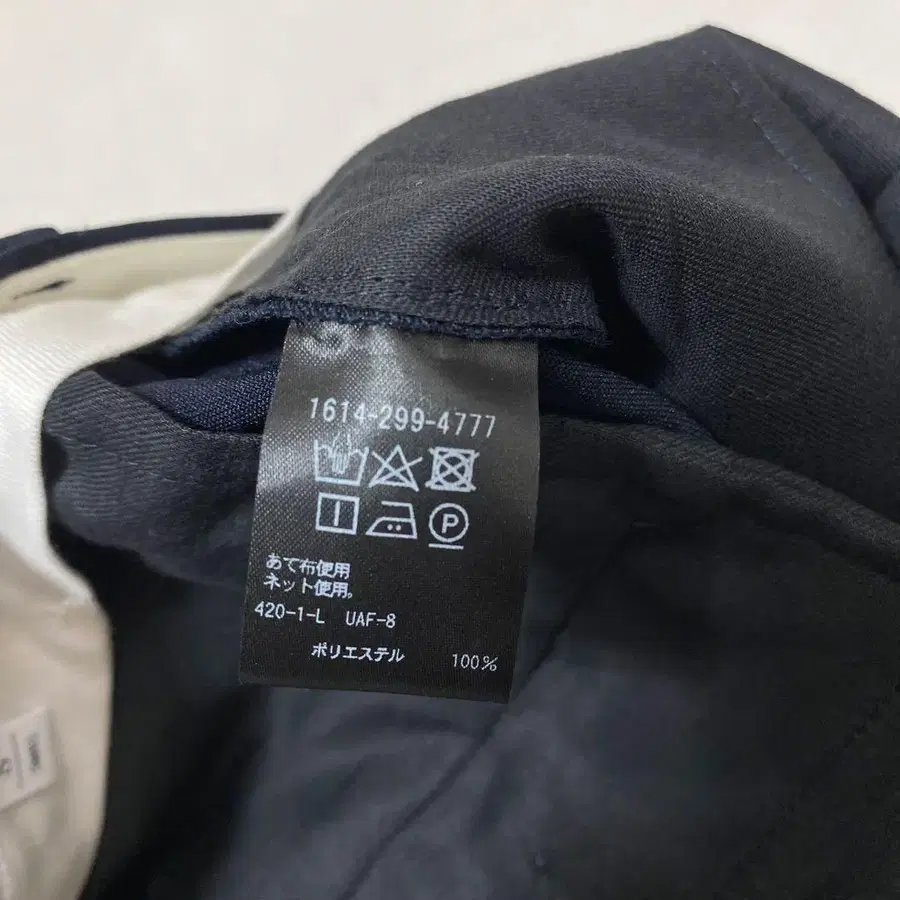 1614-299-4777
P
あて布使用
ネット使用。
420-1-L UAF-8
ポリエステル 100%